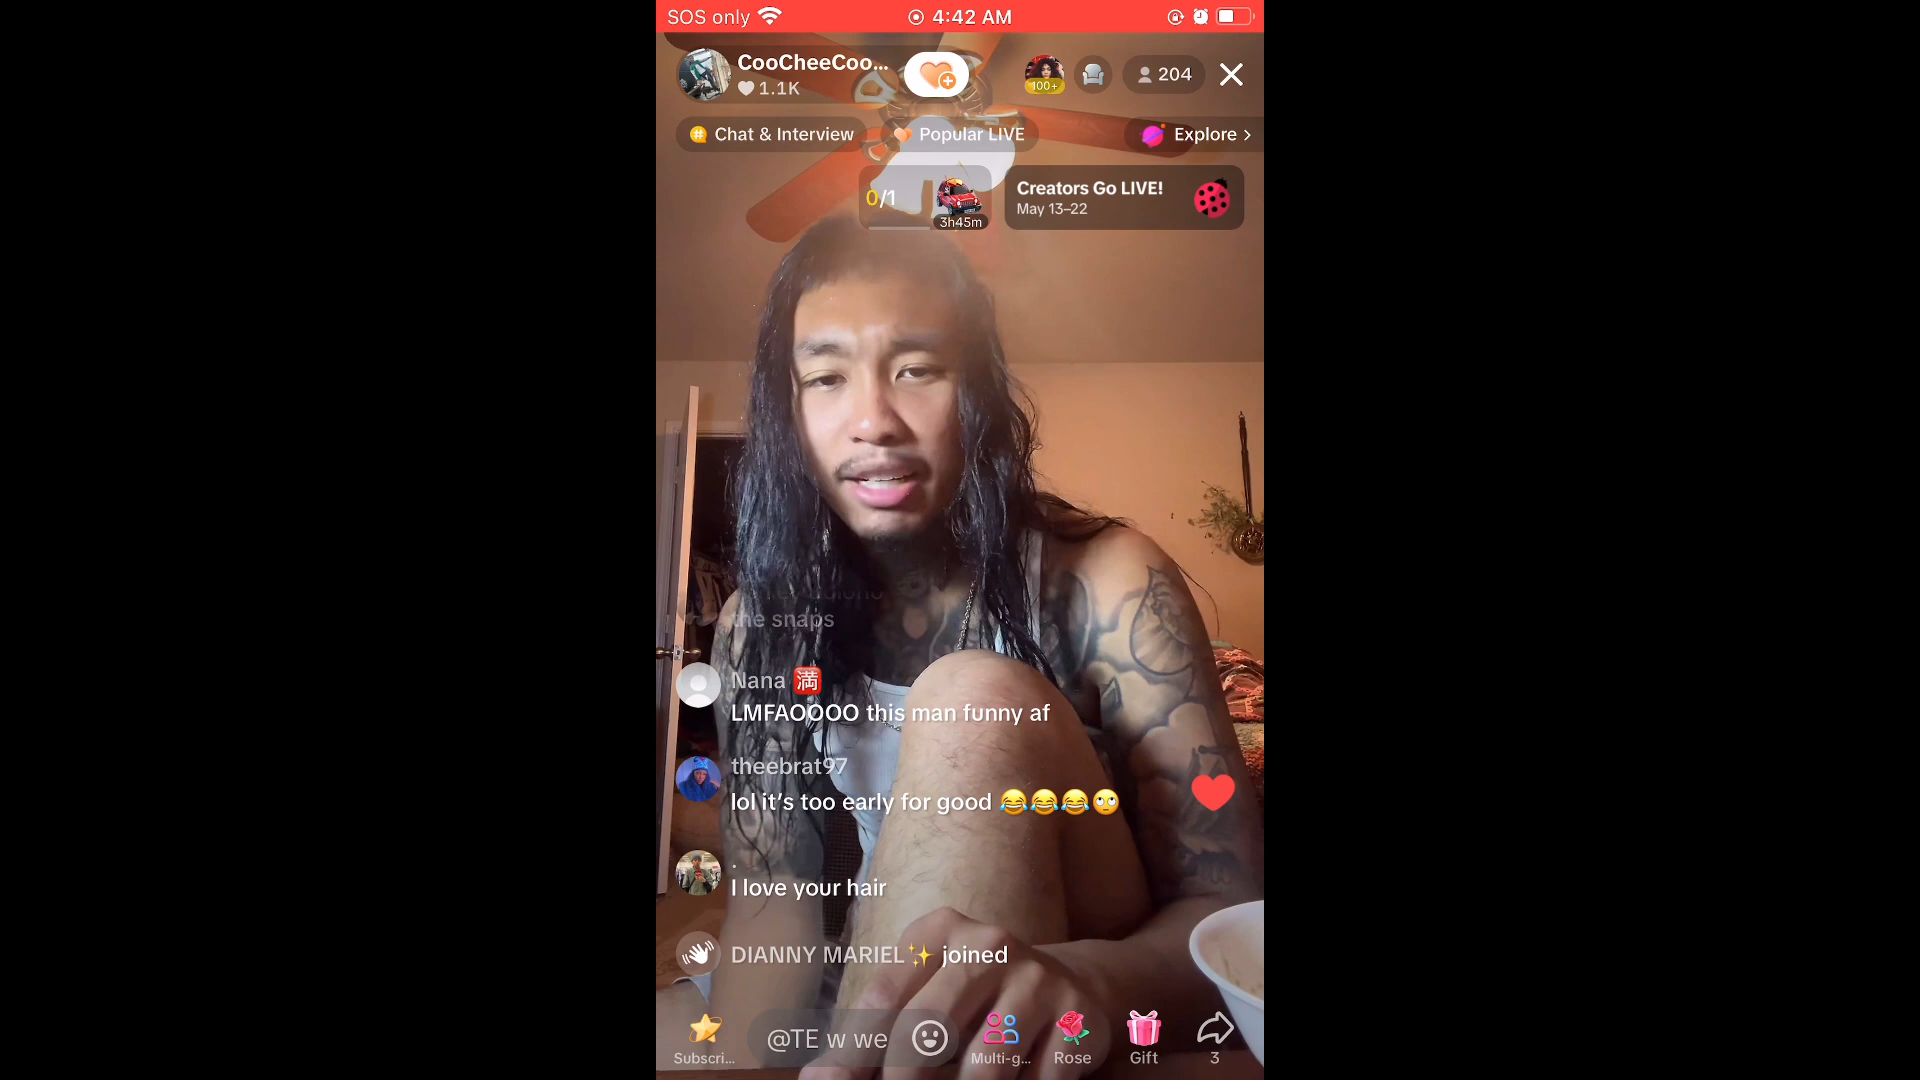 SOS only
4:42 AM
CooCheeCoo...
1.1K
100+
204
Chat & Interview
Popular LIVE
Explore >
0/1
3h45m
Creators Go LIVE!
May 13–22
the snaps
Nana 🈵
LMFAOOOO this man funny af
theebrat97
lol it's too early for good 😂😂😂🙄
.
I love your hair
DIANNY MARIEL✨ joined
@TE w we
Subscri...
Multi-g...
Rose
Gift
3